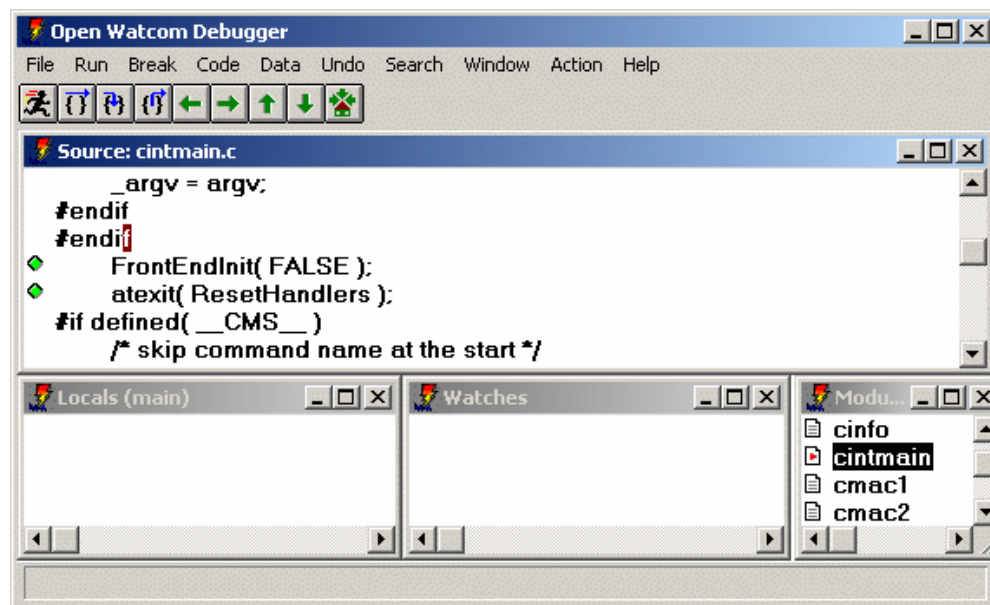 Open Watcom Debugger
File Run Break Code Data Undo Search Window Action Help
Source: cintmain.c
_argv = argv;
#endif
#endif
FrontEndInit( FALSE );
atexit( ResetHandlers );
#if defined( __CMS__ )
/* skip command name at the start */
Locals (main)
Watches
Modu...
cinfo
cintmain
cmac1
cmac2